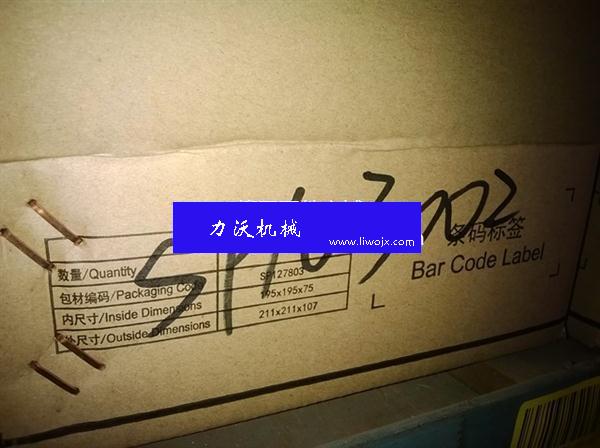 力沃机械
www.liwojx.com
条码标签
Bar Code Label
数量/Quantity
包材编码/Packaging Code SP127803
内尺寸/Inside Dimensions 195x195x75
外尺寸/Outside Dimensions 211x211x107